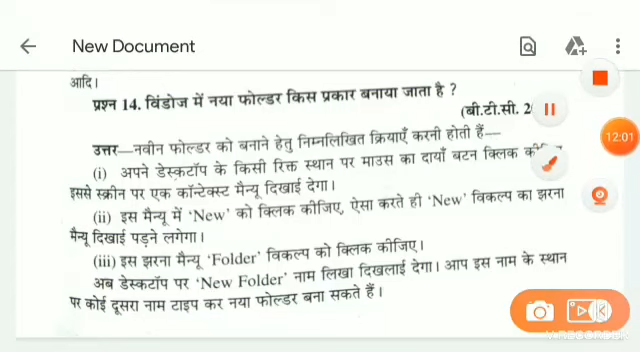 New Document
आदि।
प्रश्न 14. विंडोज में नया फोल्डर किस प्रकार बनाया जाता है ?
(बी.टी.सी. 2
12:01
उत्तर—नवीन फोल्डर को बनाने हेतु निम्नलिखित क्रियाएँ करनी होती हैं—
(i) अपने डेस्कटॉप के किसी रिक्त स्थान पर माउस का दायाँ बटन क्लिक
इससे स्क्रीन पर एक कॉन्टेक्स्ट मैन्यू दिखाई देगा।
(ii) इस मैन्यू में ‘New’ को क्लिक कीजिए, ऐसा करते ही ‘New’ विकल्प का झरना
मैन्यू दिखाई पड़ने लगेगा।
(iii) इस झरना मैन्यू ‘Folder’ विकल्प को क्लिक कीजिए।
अब डेस्कटॉप पर ‘New Folder’ नाम लिखा दिखलाई देगा। आप इस नाम के स्थान
पर कोई दूसरा नाम टाइप कर नया फोल्डर बना सकते हैं।
V RECORDER